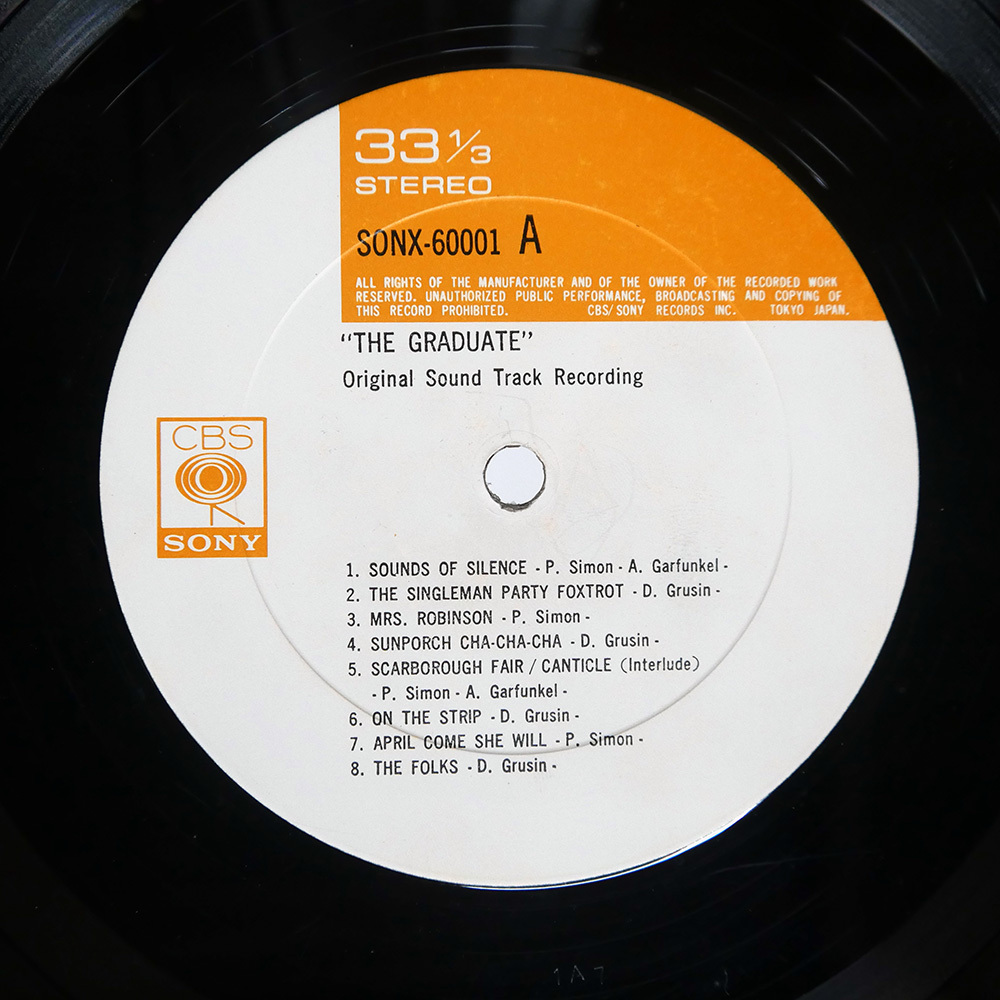 33 1/3
STEREO
SONX-60001 A
ALL RIGHTS OF THE MANUFACTURER AND OF THE OWNER OF THE RECORDED WORK
RESERVED. UNAUTHORIZED PUBLIC PERFORMANCE, BROADCASTING AND COPYING OF
THIS RECORD PROHIBITED. CBS/SONY RECORDS INC. TOKYO JAPAN.
"THE GRADUATE"
Original Sound Track Recording
CBS
SONY
1. SOUNDS OF SILENCE - P. Simon - A. Garfunkel -
2. THE SINGLEMAN PARTY FOXTROT - D. Grusin -
3. MRS. ROBINSON - P. Simon -
4. SUNPORCH CHA-CHA-CHA - D. Grusin -
5. SCARBOROUGH FAIR / CANTICLE (Interlude)
- P. Simon - A. Garfunkel -
6. ON THE STRIP - D. Grusin -
7. APRIL COME SHE WILL - P. Simon -
8. THE FOLKS - D. Grusin -
1A7